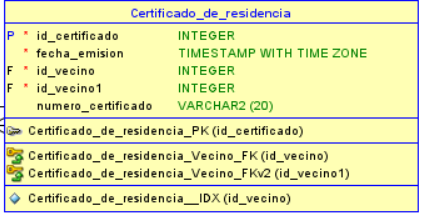 Certificado_de_residencia
P * id_certificado INTEGER
* fecha_emision TIMESTAMP WITH TIME ZONE
F * id_vecino INTEGER
F * id_vecino1 INTEGER
numero_certificado VARCHAR2 (20)
Certificado_de_residencia_PK (id_certificado)
Certificado_de_residencia_Vecino_FK (id_vecino)
Certificado_de_residencia_Vecino_FKv2 (id_vecino1)
Certificado_de_residencia__IDX (id_vecino)